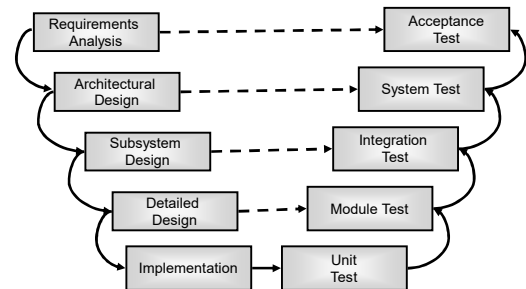 Requirements
Analysis
Acceptance
Test
Architectural
Design
System Test
Subsystem
Design
Integration
Test
Detailed
Design
Module Test
Implementation
Unit
Test